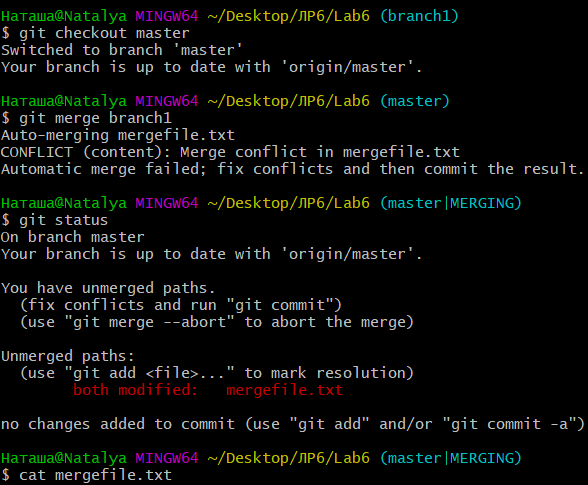 Наташа@Natalya MINGW64 ~/Desktop/ЛР6/Lab6 (branch1)
$ git checkout master
Switched to branch 'master'
Your branch is up to date with 'origin/master'.
Наташа@Natalya MINGW64 ~/Desktop/ЛР6/Lab6 (master)
$ git merge branch1
Auto-merging mergefile.txt
CONFLICT (content): Merge conflict in mergefile.txt
Automatic merge failed; fix conflicts and then commit the result.
Наташа@Natalya MINGW64 ~/Desktop/ЛР6/Lab6 (master|MERGING)
$ git status
On branch master
Your branch is up to date with 'origin/master'.
You have unmerged paths.
  (fix conflicts and run "git commit")
  (use "git merge --abort" to abort the merge)
Unmerged paths:
  (use "git add <file>..." to mark resolution)
        both modified:   mergefile.txt
no changes added to commit (use "git add" and/or "git commit -a")
Наташа@Natalya MINGW64 ~/Desktop/ЛР6/Lab6 (master|MERGING)
$ cat mergefile.txt